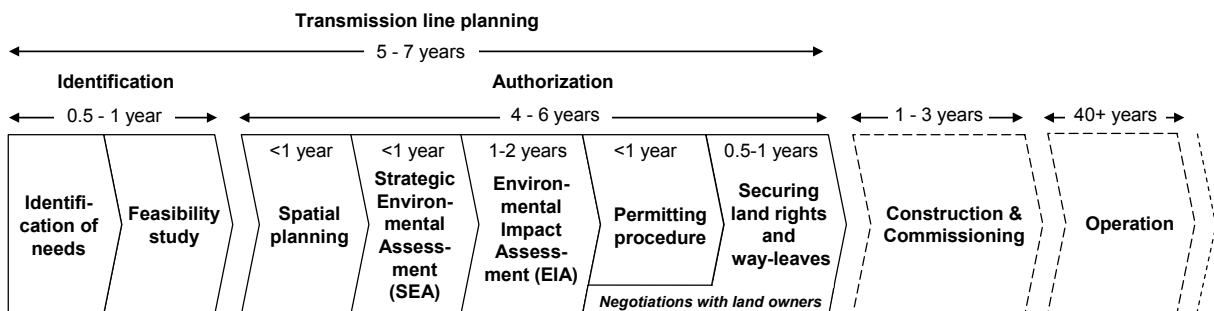 Transmission line planning
5 - 7 years
Identification
Authorization
0.5 - 1 year
4 - 6 years
1 - 3 years
40+ years
<1 year
<1 year
1-2 years
<1 year
0.5-1 years
Identifi-
cation of
needs
Feasibility
study
Spatial
planning
Strategic
Environ-
mental
Assess-
ment
(SEA)
Environ-
mental
Impact
Assess-
ment (EIA)
Permitting
procedure
Securing
land rights
and
way-leaves
Negotiations with land owners
Construction &
Commissioning
Operation